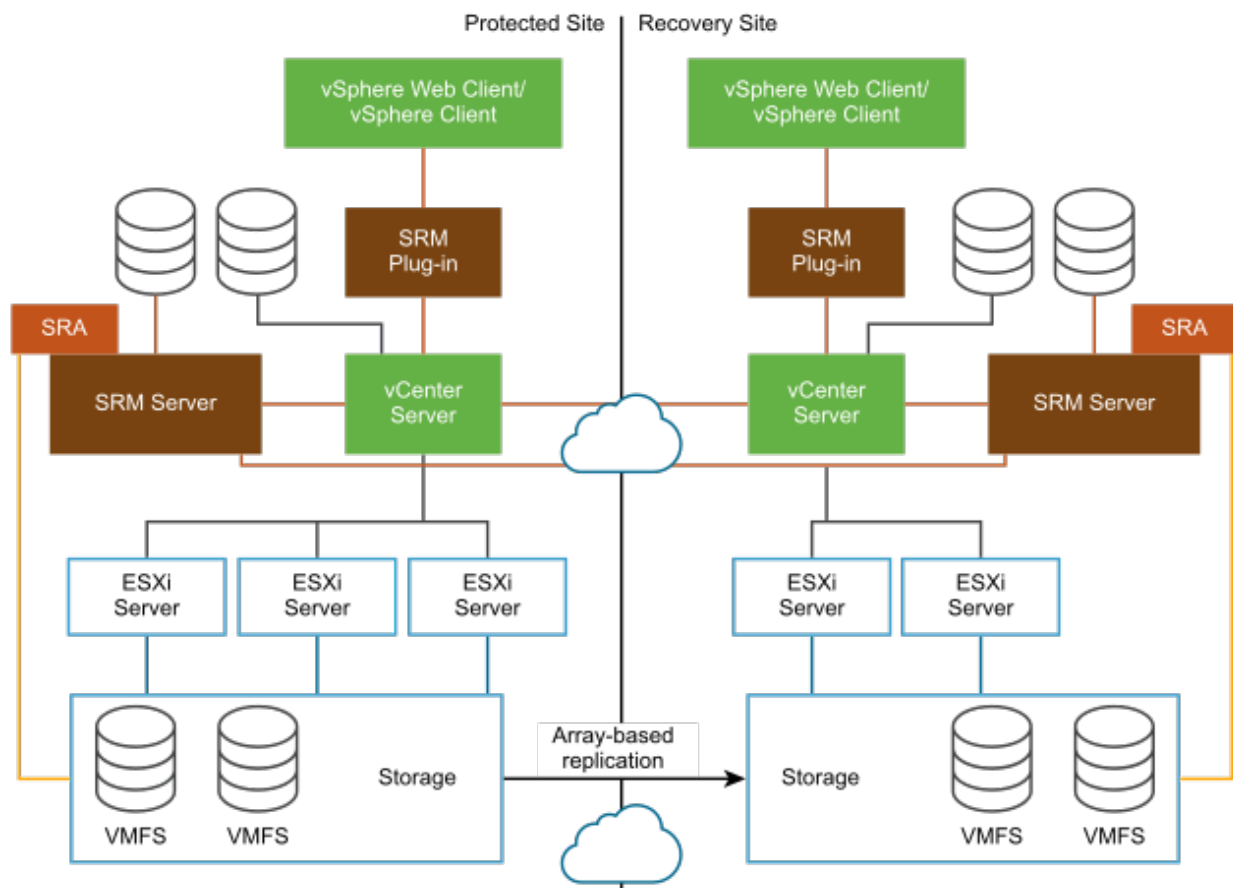 Protected Site
Recovery Site
vSphere Web Client/
vSphere Client
vSphere Web Client/
vSphere Client
SRM
Plug-in
SRM
Plug-in
SRA
SRA
SRM Server
vCenter
Server
vCenter
Server
SRM Server
ESXi
Server
ESXi
Server
ESXi
Server
ESXi
Server
ESXi
Server
Array-based
replication
Storage
Storage
VMFS
VMFS
VMFS
VMFS